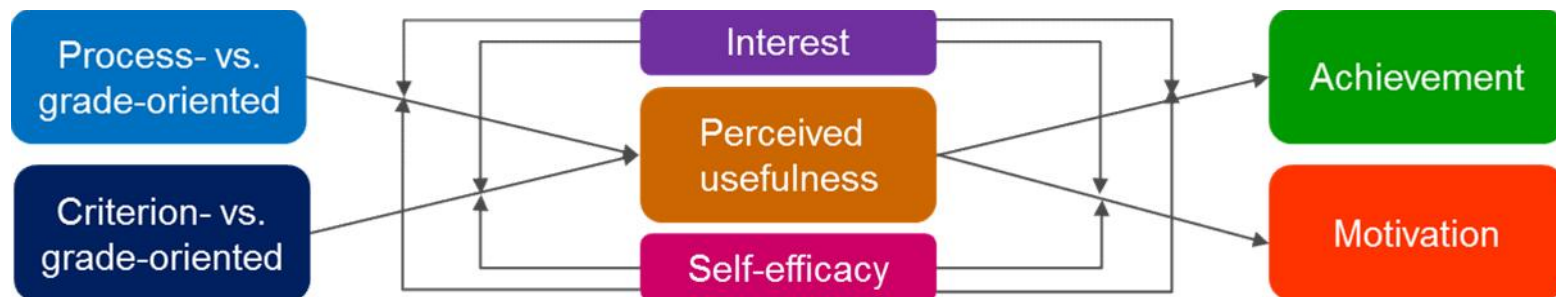 Process- vs.
grade-oriented
Criterion- vs.
grade-oriented
Interest
Perceived
usefulness
Self-efficacy
Achievement
Motivation